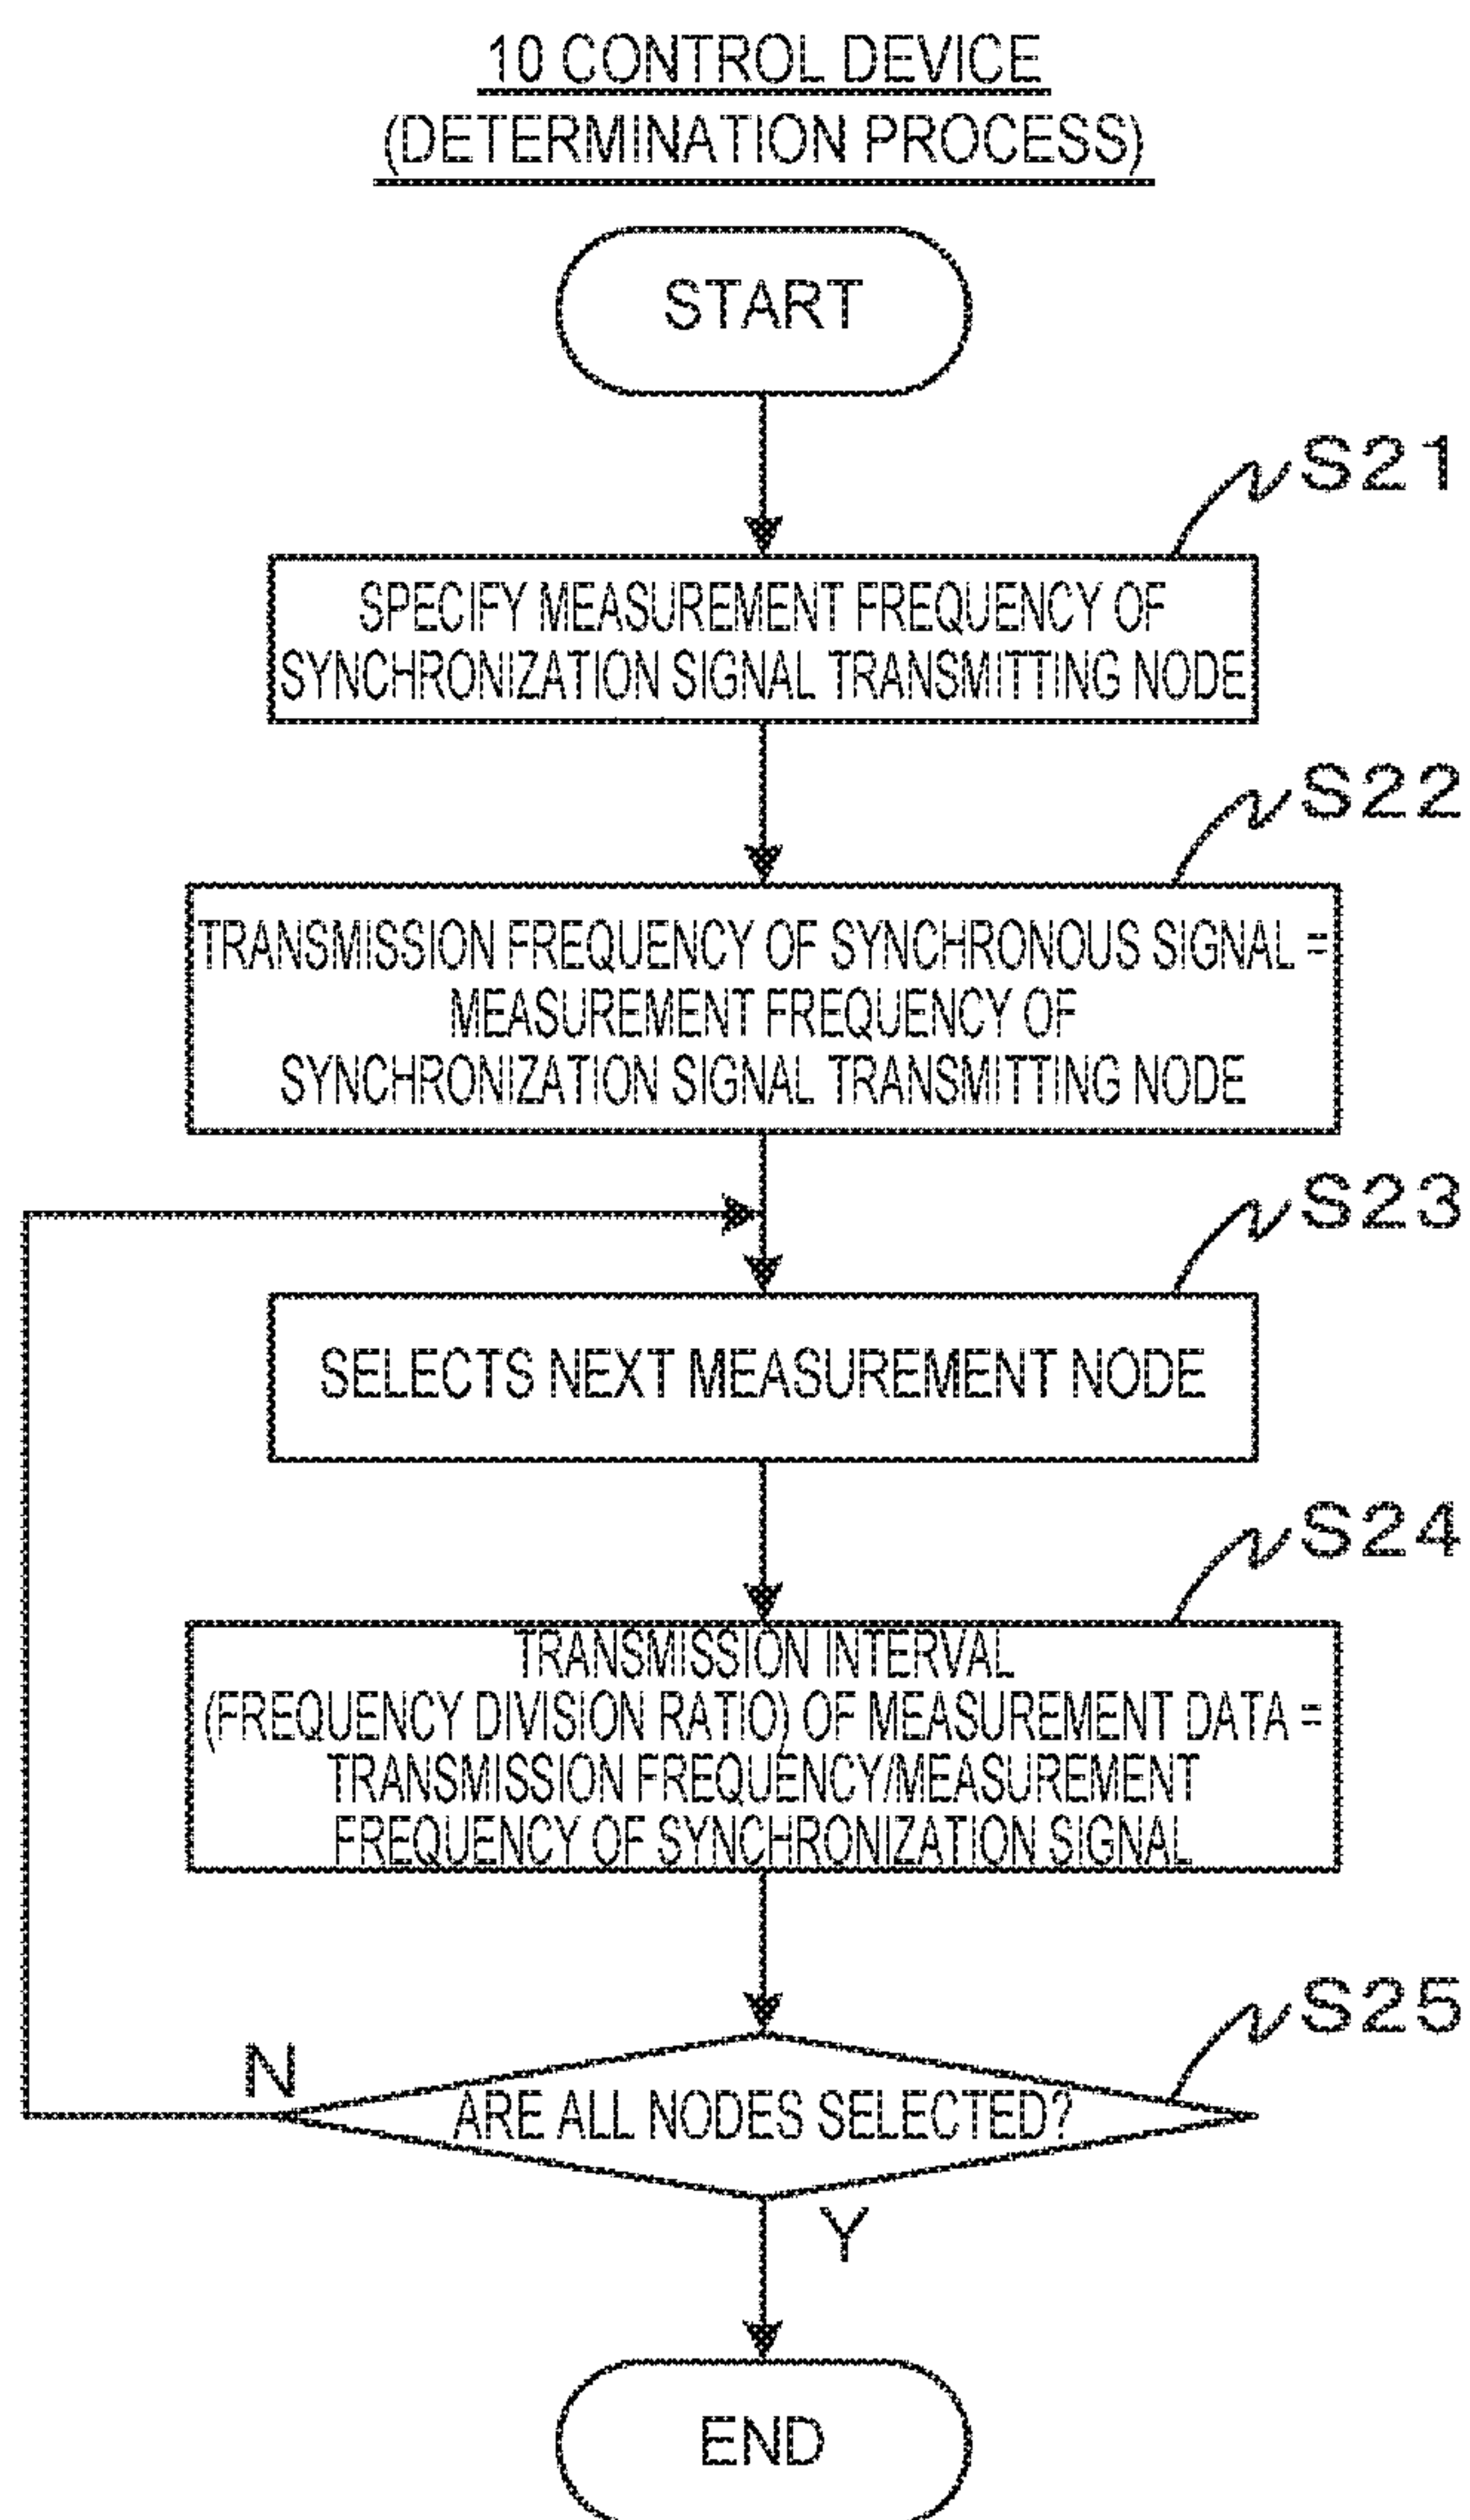 10 CONTROL DEVICE
(DETERMINATION PROCESS)
START
S21
SPECIFY MEASUREMENT FREQUENCY OF
SYNCHRONIZATION SIGNAL TRANSMITTING NODE
S22
TRANSMISSION FREQUENCY OF SYNCHRONOUS SIGNAL =
MEASUREMENT FREQUENCY OF
SYNCHRONIZATION SIGNAL TRANSMITTING NODE
S23
SELECTS NEXT MEASUREMENT NODE
S24
TRANSMISSION INTERVAL
(FREQUENCY DIVISION RATIO) OF MEASUREMENT DATA =
TRANSMISSION FREQUENCY/MEASUREMENT
FREQUENCY OF SYNCHRONIZATION SIGNAL
S25
N
ARE ALL NODES SELECTED?
Y
END